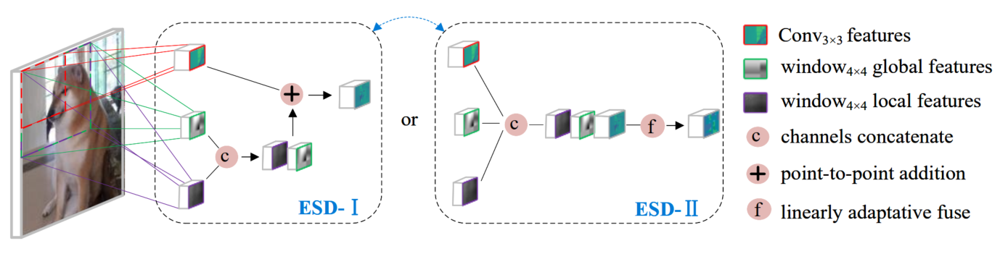 c
+
ESD-Ⅰ
or
c
f
ESD-Ⅱ
Conv3×3 features
window4×4 global features
window4×4 local features
c channels concatenate
+ point-to-point addition
f linearly adaptative fuse